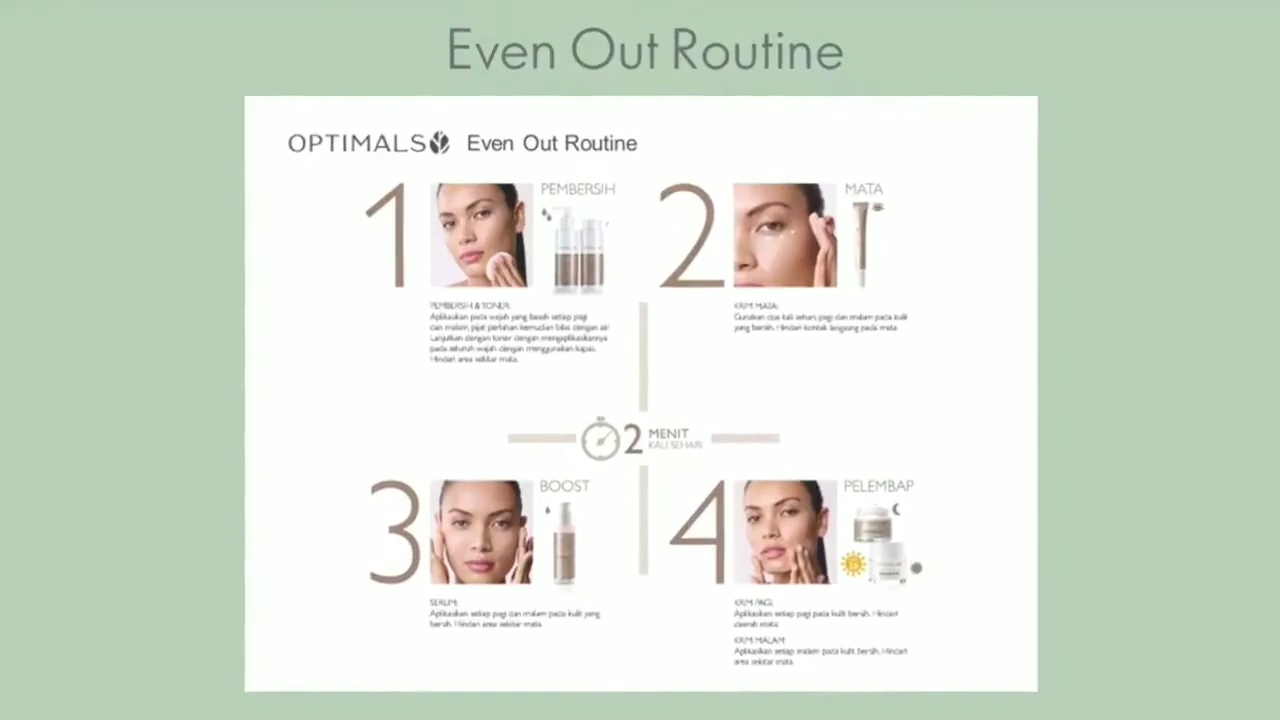 Even Out Routine
OPTIMALS Even Out Routine
1
PEMBERSIH
PEMBERSIH & TONER:
Aplikasikan pada wajah yang basah setiap pagi
dan malam, pijat perlahan kemudian bilas dengan air
Lanjutkan dengan toner dengan mengaplikasikannya
pada seluruh wajah dengan menggunakan kapas.
Hindari area sekitar mata.
2
MATA
KRIM MATA:
Gunakan dua kali sehari, pagi dan malam pada kulit
yang bersih. Hindari kontak langsung pada mata.
2 MENIT
KALI SEHARI
3
BOOST
SERUM:
Aplikasikan setiap pagi dan malam pada kulit yang
bersih. Hindari area sekitar mata.
4
PELEMBAP
KRIM PAGI:
Aplikasikan setiap pagi pada kulit bersih. Hindari
daerah mata.
KRIM MALAM:
Aplikasikan setiap malam pada kulit bersih. Hindari
area sekitar mata.